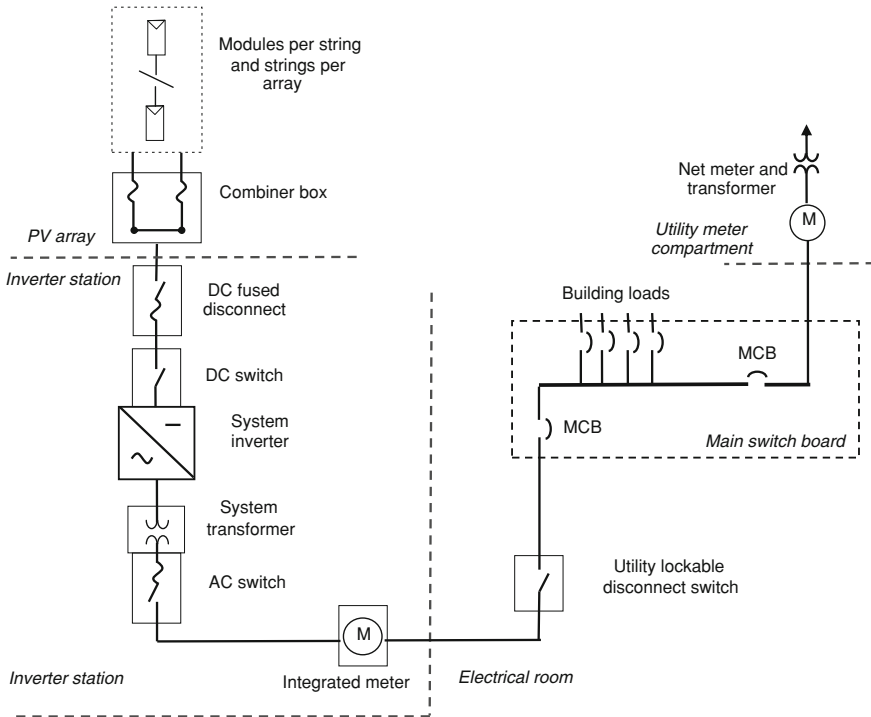 Modules per string
and strings per
array
Combiner box
PV array
Inverter station
DC fused
disconnect
DC switch
System
inverter
System
transformer
AC switch
M
Integrated meter
Inverter station
Electrical room
Net meter and
transformer
M
Utility meter
compartment
Building loads
MCB
MCB
Main switch board
Utility lockable
disconnect switch